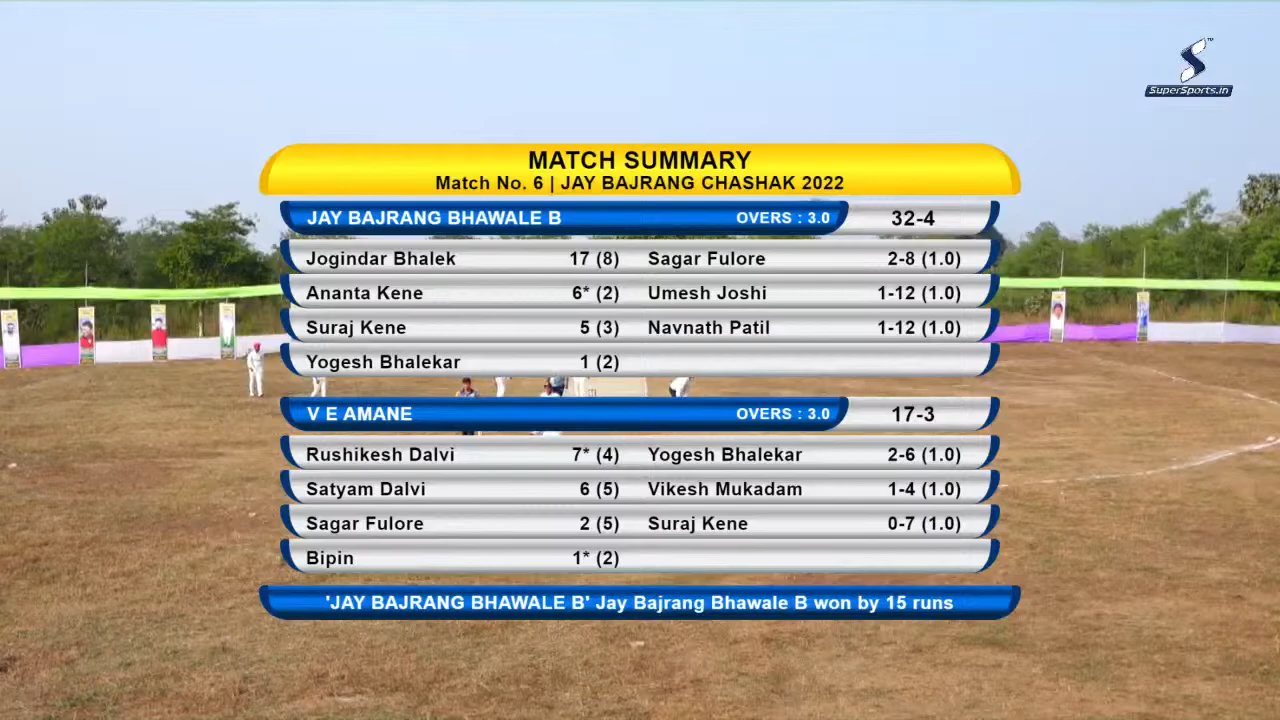 SuperSports.in
MATCH SUMMARY
Match No. 6 | JAY BAJRANG CHASHAK 2022
JAY BAJRANG BHAWALE B OVERS : 3.0 32-4
Jogindar Bhalek 17 (8) Sagar Fulore 2-8 (1.0)
Ananta Kene 6* (2) Umesh Joshi 1-12 (1.0)
Suraj Kene 5 (3) Navnath Patil 1-12 (1.0)
Yogesh Bhalekar 1 (2)
V E AMANE OVERS : 3.0 17-3
Rushikesh Dalvi 7* (4) Yogesh Bhalekar 2-6 (1.0)
Satyam Dalvi 6 (5) Vikesh Mukadam 1-4 (1.0)
Sagar Fulore 2 (5) Suraj Kene 0-7 (1.0)
Bipin 1* (2)
'JAY BAJRANG BHAWALE B' Jay Bajrang Bhawale B won by 15 runs